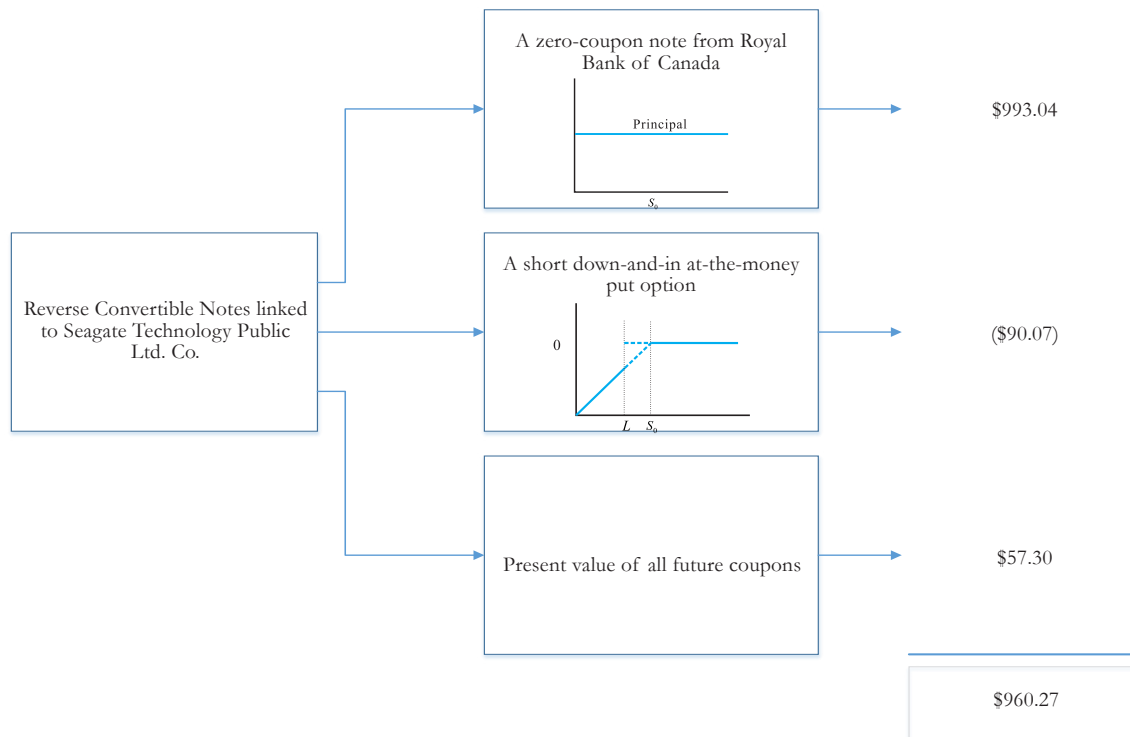 A zero-coupon note from Royal
Bank of Canada
Principal
S₀
$993.04
Reverse Convertible Notes linked
to Seagate Technology Public
Ltd. Co.
A short down-and-in at-the-money
put option
0
L S₀
($90.07)
Present value of all future coupons
$57.30
$960.27